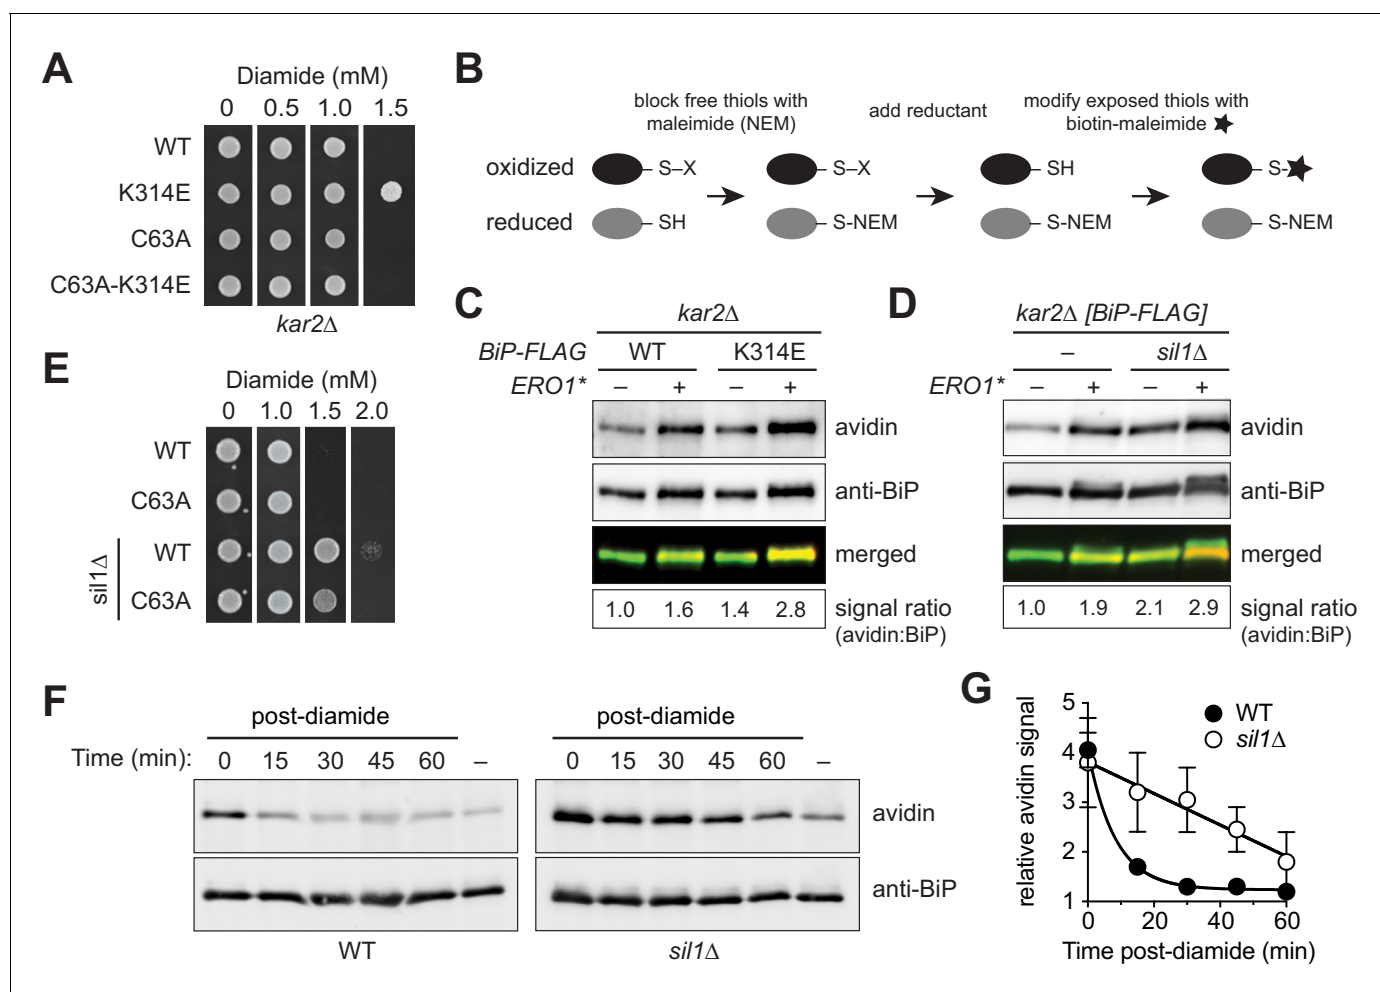 A
Diamide (mM)
0 0.5 1.0 1.5
WT
K314E
C63A
C63A-K314E
kar2Δ
B
block free thiols with
maleimide (NEM)
add reductant
modify exposed thiols with
biotin-maleimide ★
oxidized S–X S–X SH S-★
reduced SH S-NEM S-NEM S-NEM
C
kar2Δ
BiP-FLAG WT K314E
ERO1* – + – +
avidin
anti-BiP
merged
1.0 1.6 1.4 2.8 signal ratio
(avidin:BiP)
D
kar2Δ [BiP-FLAG]
– sil1Δ
ERO1* – + – +
avidin
anti-BiP
merged
1.0 1.9 2.1 2.9 signal ratio
(avidin:BiP)
E
Diamide (mM)
0 1.0 1.5 2.0
WT
C63A
WT
C63A
sil1Δ
F
post-diamide post-diamide
Time (min): 0 15 30 45 60 – 0 15 30 45 60 –
avidin
anti-BiP
WT sil1Δ
G
5
4
3
2
1
relative avidin signal
WT
sil1Δ
0 20 40 60
Time post-diamide (min)